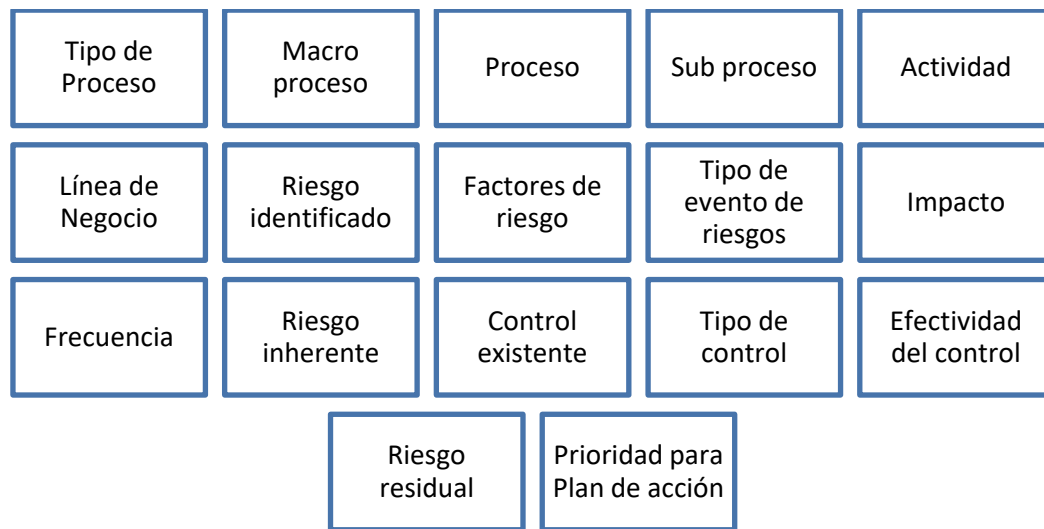 Tipo de
Proceso
Macro
proceso
Proceso
Sub proceso
Actividad
Línea de
Negocio
Riesgo
identificado
Factores de
riesgo
Tipo de
evento de
riesgos
Impacto
Frecuencia
Riesgo
inherente
Control
existente
Tipo de
control
Efectividad
del control
Riesgo
residual
Prioridad para
Plan de acción